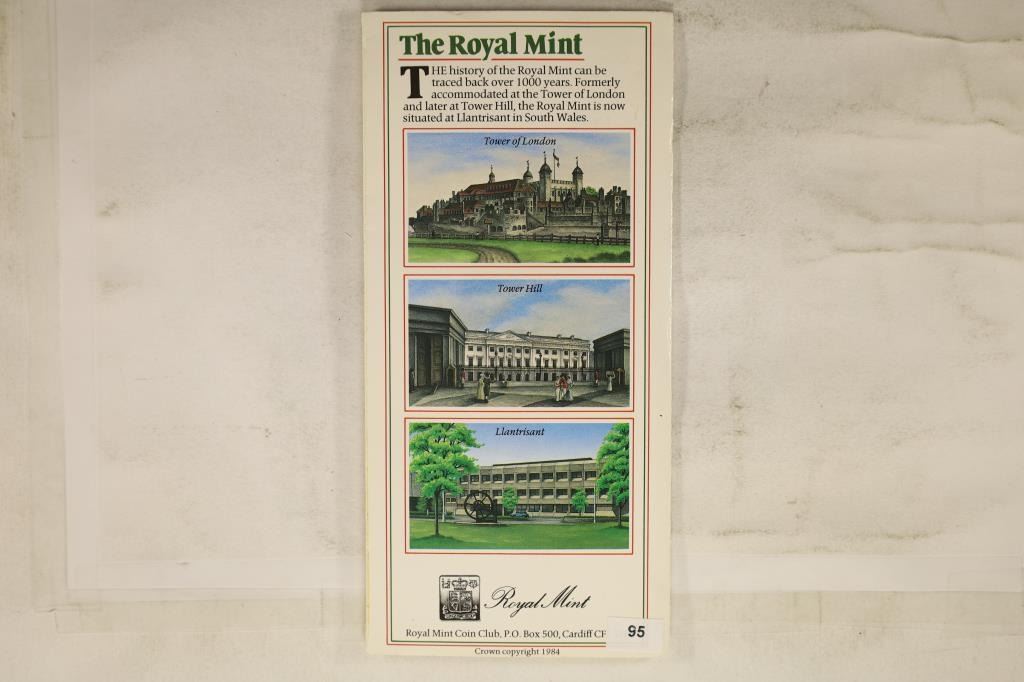 The Royal Mint
THE history of the Royal Mint can be
traced back over 1000 years. Formerly
accommodated at the Tower of London
and later at Tower Hill, the Royal Mint is now
situated at Llantrisant in South Wales.
Tower of London
Tower Hill
Llantrisant
Royal Mint
Royal Mint Coin Club, P.O. Box 500, Cardiff CF
95
Crown copyright 1984